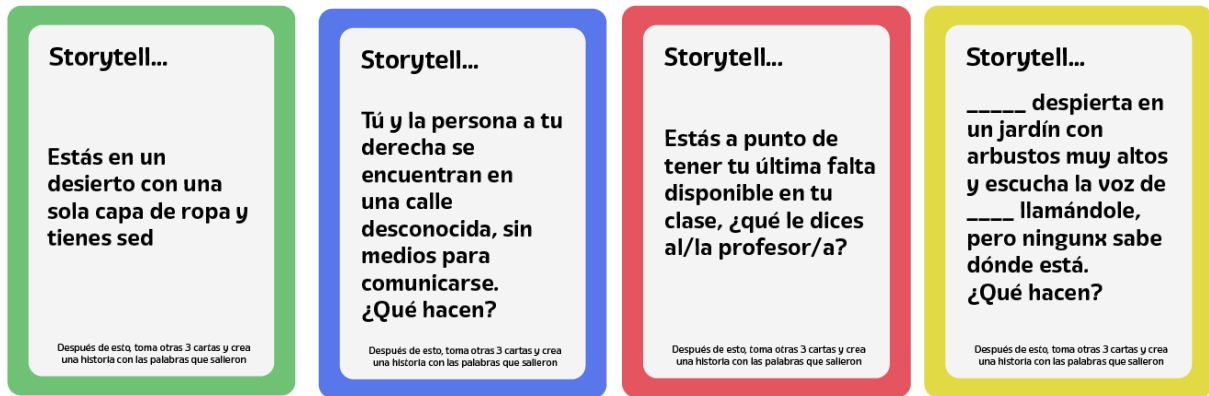 Storytell...
Estás en un
desierto con una
sola capa de ropa y
tienes sed
Después de esto, toma otras 3 cartas y crea
una historia con las palabras que salieron
Storytell...
Tú y la persona a tu
derecha se
encuentran en
una calle
desconocida, sin
medios para
comunicarse.
¿Qué hacen?
Después de esto, toma otras 3 cartas y crea
una historia con las palabras que salieron
Storytell...
Estás a punto de
tener tu última falta
disponible en tu
clase, ¿qué le dices
al/la profesor/a?
Después de esto, toma otras 3 cartas y crea
una historia con las palabras que salieron
Storytell...
_____ despierta en
un jardín con
arbustos muy altos
y escucha la voz de
____ llamándole,
pero ningunx sabe
dónde está.
¿Qué hacen?
Después de esto, toma otras 3 cartas y crea
una historia con las palabras que salieron